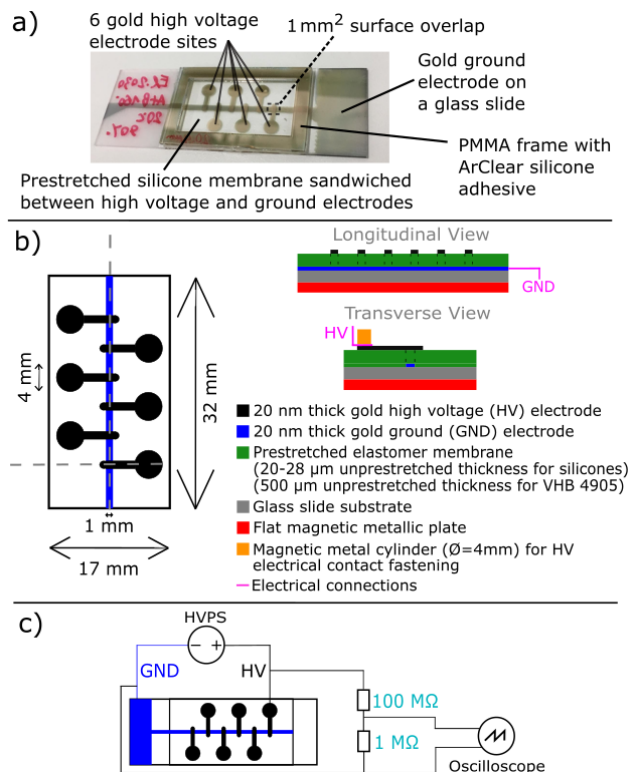 a)
6 gold high voltage
electrode sites
1 mm² surface overlap
Gold ground
electrode on
a glass slide
PMMA frame with
ArClear silicone
adhesive
Prestretched silicone membrane sandwiched
between high voltage and ground electrodes
b)
4 mm
32 mm
1 mm
17 mm
Longitudinal View
GND
Transverse View
HV
20 nm thick gold high voltage (HV) electrode
20 nm thick gold ground (GND) electrode
Prestretched elastomer membrane
(20-28 μm unprestretched thickness for silicones)
(500 μm unprestretched thickness for VHB 4905)
Glass slide substrate
Flat magnetic metallic plate
Magnetic metal cylinder (Ø=4mm) for HV
electrical contact fastening
Electrical connections
c)
HVPS
− +
GND
HV
100 MΩ
1 MΩ
Oscilloscope